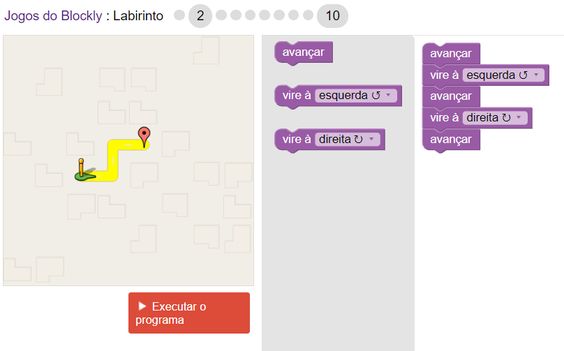 Jogos do Blockly : Labirinto 2 10
avançar
vire à esquerda ↺
vire à direita ↻
avançar
vire à esquerda ↺
avançar
vire à direita ↻
avançar
Executar o
programa